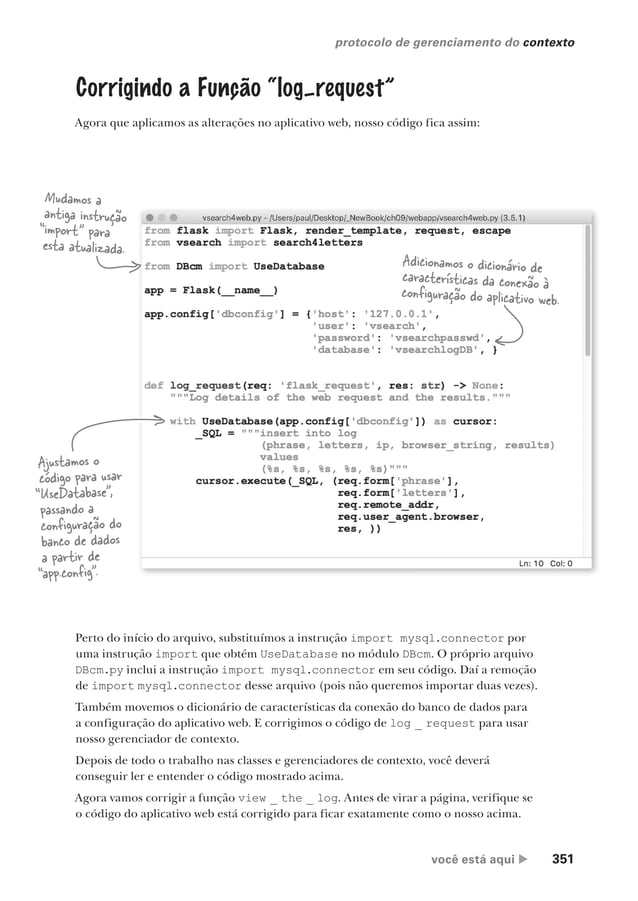 protocolo de gerenciamento do contexto
Corrigindo a Função “log_request”
Agora que aplicamos as alterações no aplicativo web, nosso código fica assim:
Mudamos a
antiga instrução
“import” para
esta atualizada.
vsearch4web.py - /Users/paul/Desktop/_NewBook/ch09/webapp/vsearch4web.py (3.5.1)
from flask import Flask, render_template, request, escape
from vsearch import search4letters
from DBcm import UseDatabase
Adicionamos o dicionário de
características da conexão à
configuração do aplicativo web.
app = Flask(__name__)
app.config['dbconfig'] = {'host': '127.0.0.1',
'user': 'vsearch',
'password': 'vsearchpasswd',
'database': 'vsearchlogDB', }
def log_request(req: 'flask_request', res: str) -> None:
"""Log details of the web request and the results."""
with UseDatabase(app.config['dbconfig']) as cursor:
_SQL = """insert into log
(phrase, letters, ip, browser_string, results)
values
(%s, %s, %s, %s, %s)"""
cursor.execute(_SQL, (req.form['phrase'],
req.form['letters'],
req.remote_addr,
req.user_agent.browser,
res, ))
Ajustamos o
código para usar
“UseDatabase”,
passando a
configuração do
banco de dados
a partir de
“app.config”.
Ln: 10 Col: 0
Perto do início do arquivo, substituímos a instrução import mysql.connector por
uma instrução import que obtém UseDatabase no módulo DBcm. O próprio arquivo
DBcm.py inclui a instrução import mysql.connector em seu código. Daí a remoção
de import mysql.connector desse arquivo (pois não queremos importar duas vezes).
Também movemos o dicionário de características da conexão do banco de dados para
a configuração do aplicativo web. E corrigimos o código de log _ request para usar
nosso gerenciador de contexto.
Depois de todo o trabalho nas classes e gerenciadores de contexto, você deverá
conseguir ler e entender o código mostrado acima.
Agora vamos corrigir a função view _ the _ log. Antes de virar a página, verifique se
o código do aplicativo web está corrigido para ficar exatamente como o nosso acima.
você está aqui ▶ 351